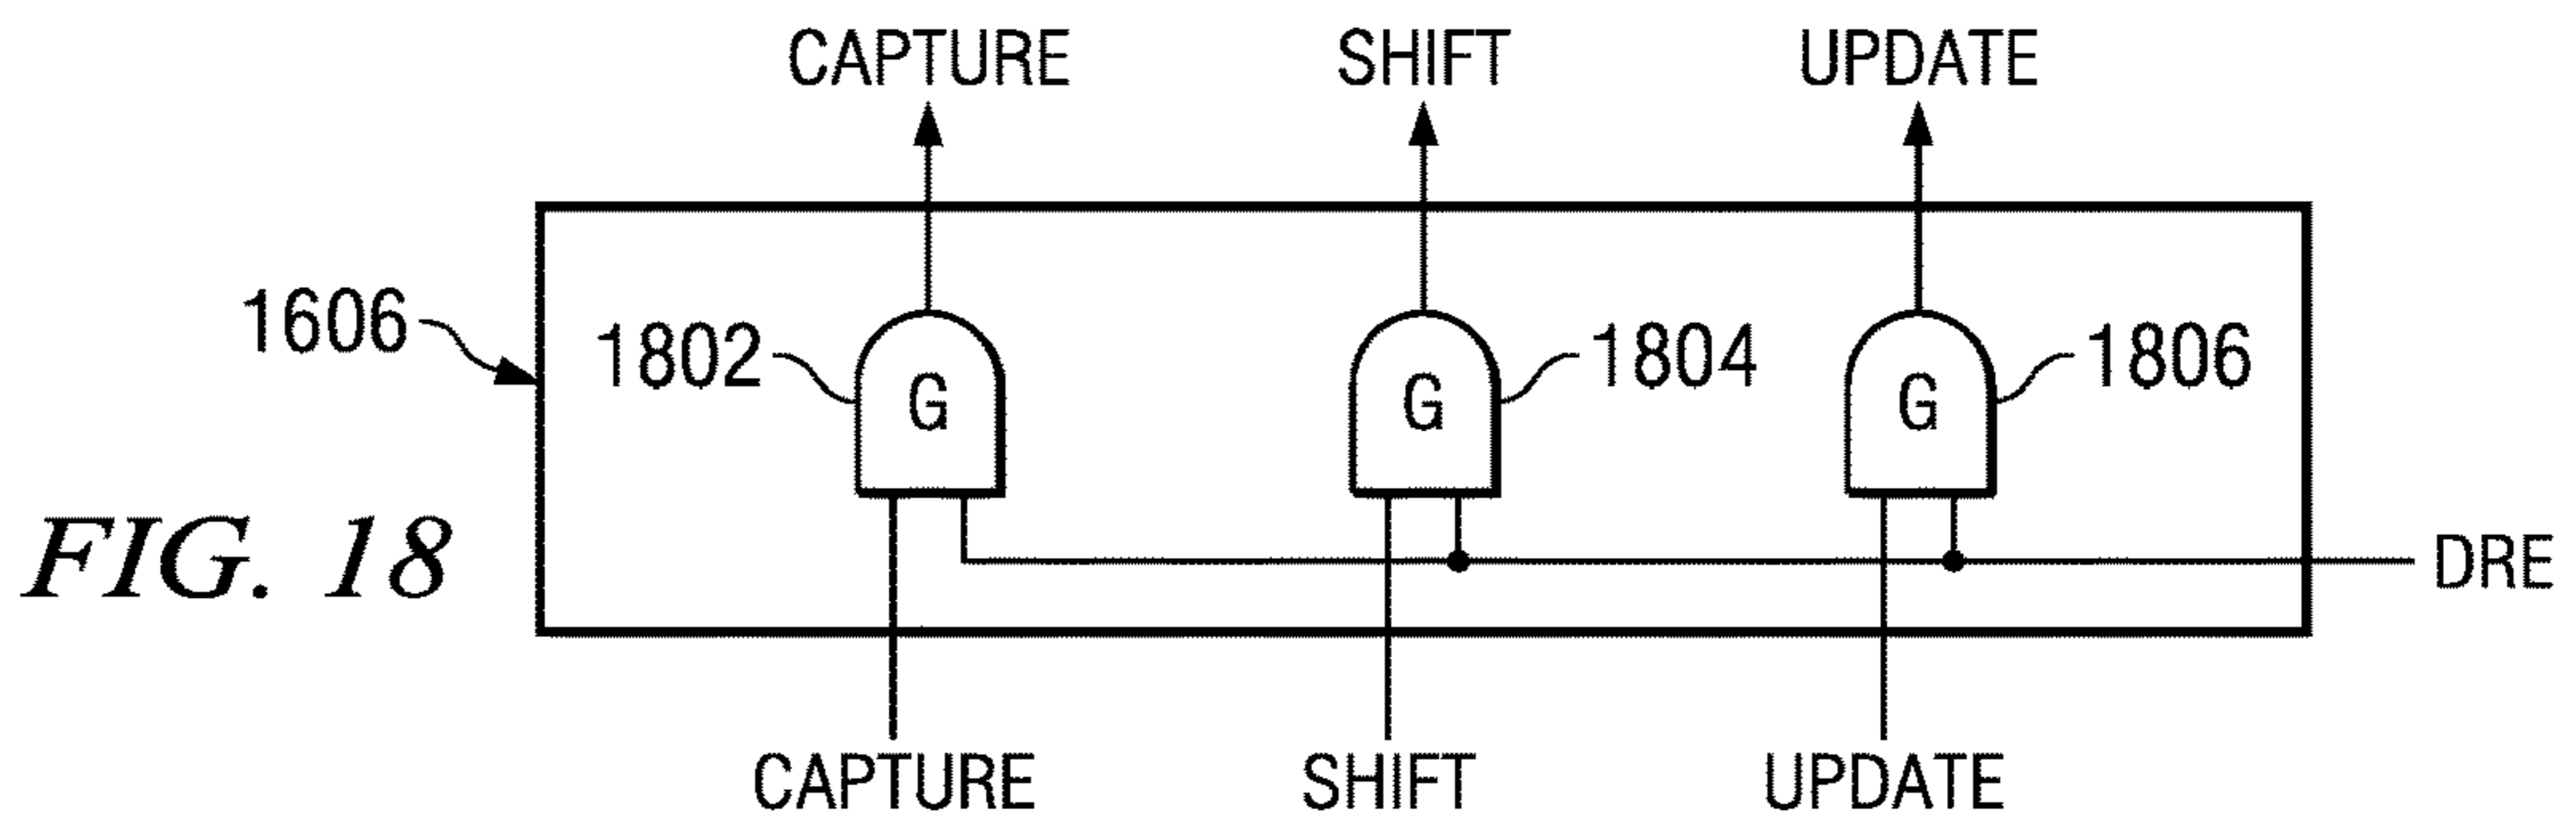 CAPTURE SHIFT UPDATE
1606 1802 G G 1804 G 1806
FIG. 18
DRE
CAPTURE SHIFT UPDATE